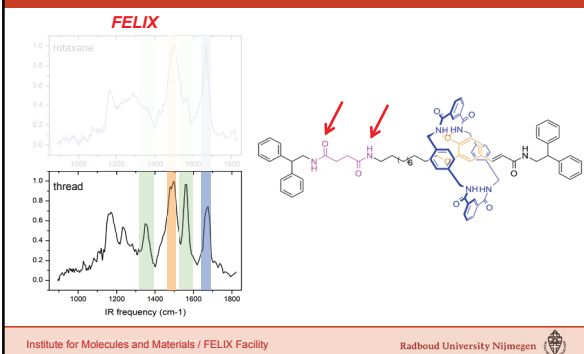 FELIX
rotaxane
1.0
0.8
0.6
0.4
0.2
0.0
1000 1200 1400 1600 1800
thread
1.0
0.8
0.6
0.4
0.2
0.0
1000 1200 1400 1600 1800
IR frequency (cm-1)
O
NH HN
O
O
N
H
O
H
N
( )6
O
O
H
N
O
NH HN
O
O
Institute for Molecules and Materials / FELIX Facility
Radboud University Nijmegen